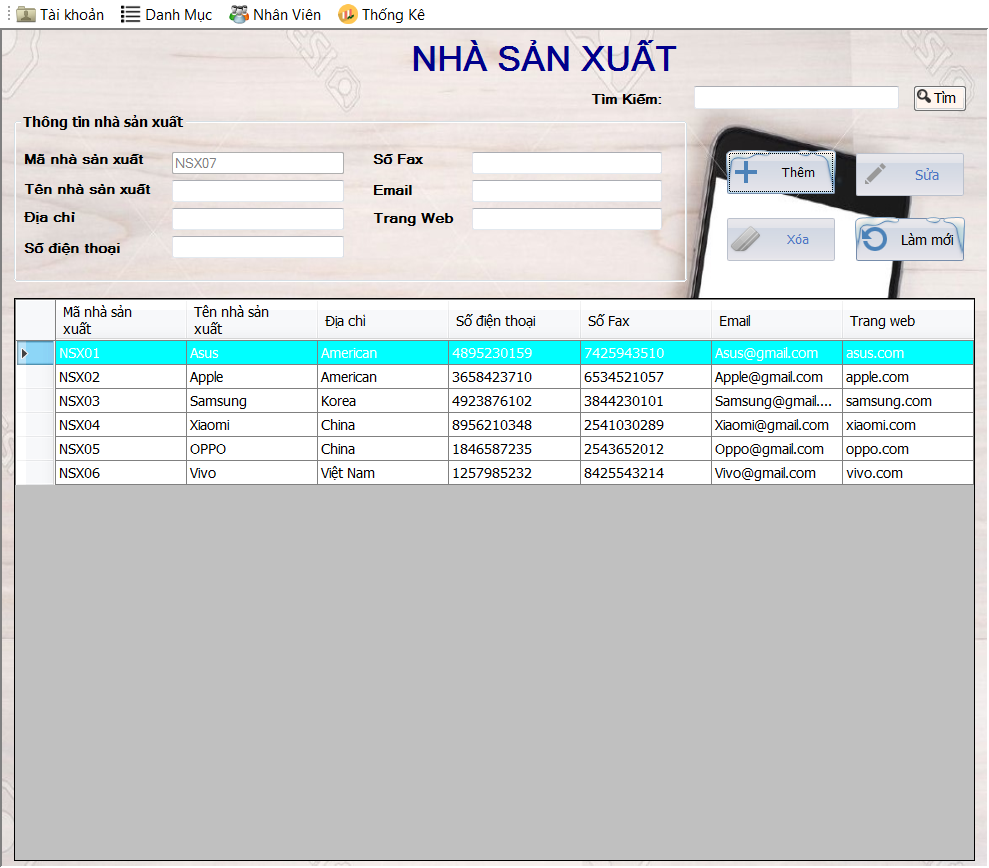 Tài khoản Danh Mục Nhân Viên Thống Kê
NHÀ SẢN XUẤT
Tìm Kiếm: Tìm
Thông tin nhà sản xuất
Mã nhà sản xuất NSX07 Số Fax
Tên nhà sản xuất Email
Địa chỉ Trang Web
Số điện thoại
Thêm Sửa
Xóa Làm mới
Mã nhà sản xuất Tên nhà sản xuất Địa chỉ Số điện thoại Số Fax Email Trang web
NSX01 Asus American 4895230159 7425943510 Asus@gmail.com asus.com
NSX02 Apple American 3658423710 6534521057 Apple@gmail.com apple.com
NSX03 Samsung Korea 4923876102 3844230101 Samsung@gmail.... samsung.com
NSX04 Xiaomi China 8956210348 2541030289 Xiaomi@gmail.com xiaomi.com
NSX05 OPPO China 1846587235 2543652012 Oppo@gmail.com oppo.com
NSX06 Vivo Việt Nam 1257985232 8425543214 Vivo@gmail.com vivo.com